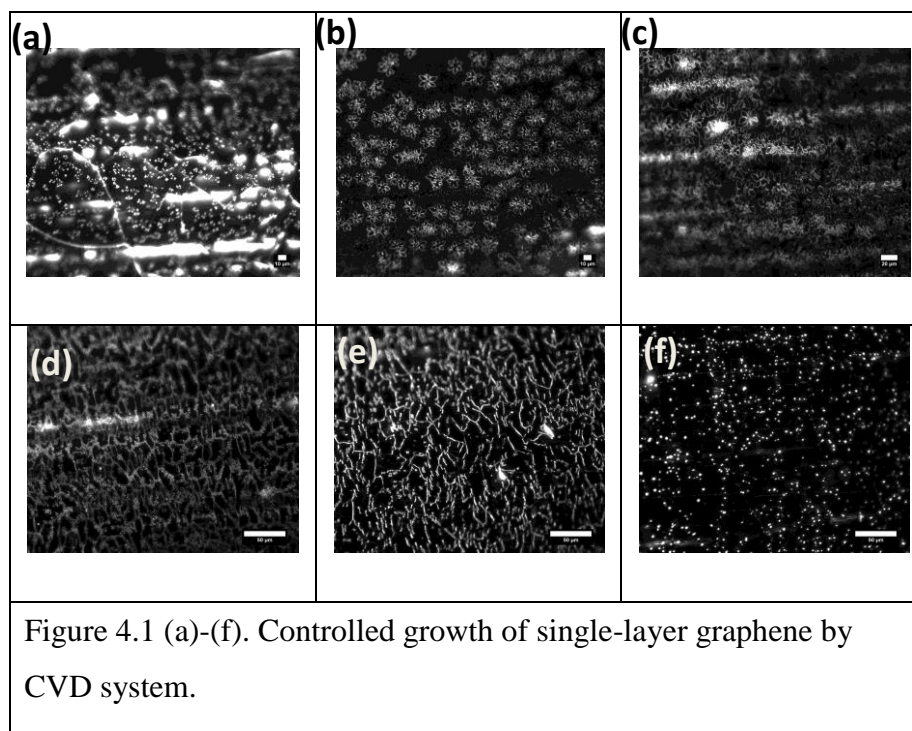 (a)
(b)
(c)
10 µm
10 µm
20 µm
(d)
(e)
(f)
50 µm
50 µm
50 µm
Figure 4.1 (a)-(f). Controlled growth of single-layer graphene by
CVD system.